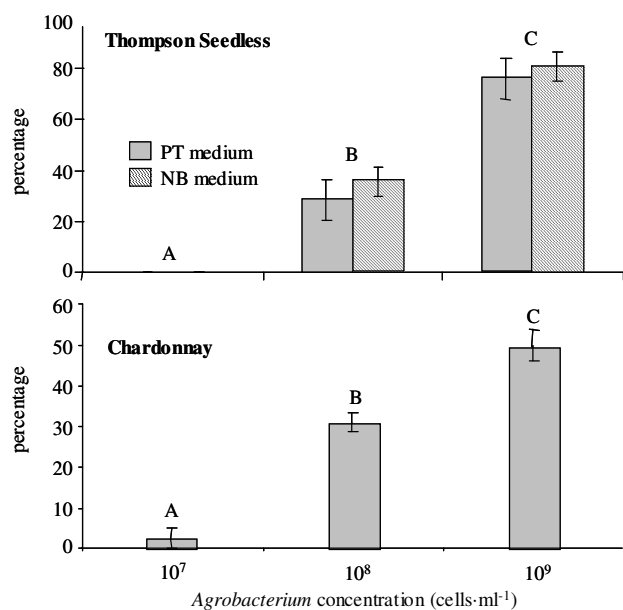 100
Thompson Seedless
C
80
percentage
60
PT medium
B
40
NB medium
20
A
0
60
C
50
Chardonnay
percentage
40
B
30
20
10
A
0
10⁷ 10⁸ 10⁹
Agrobacterium concentration (cells·ml⁻¹)